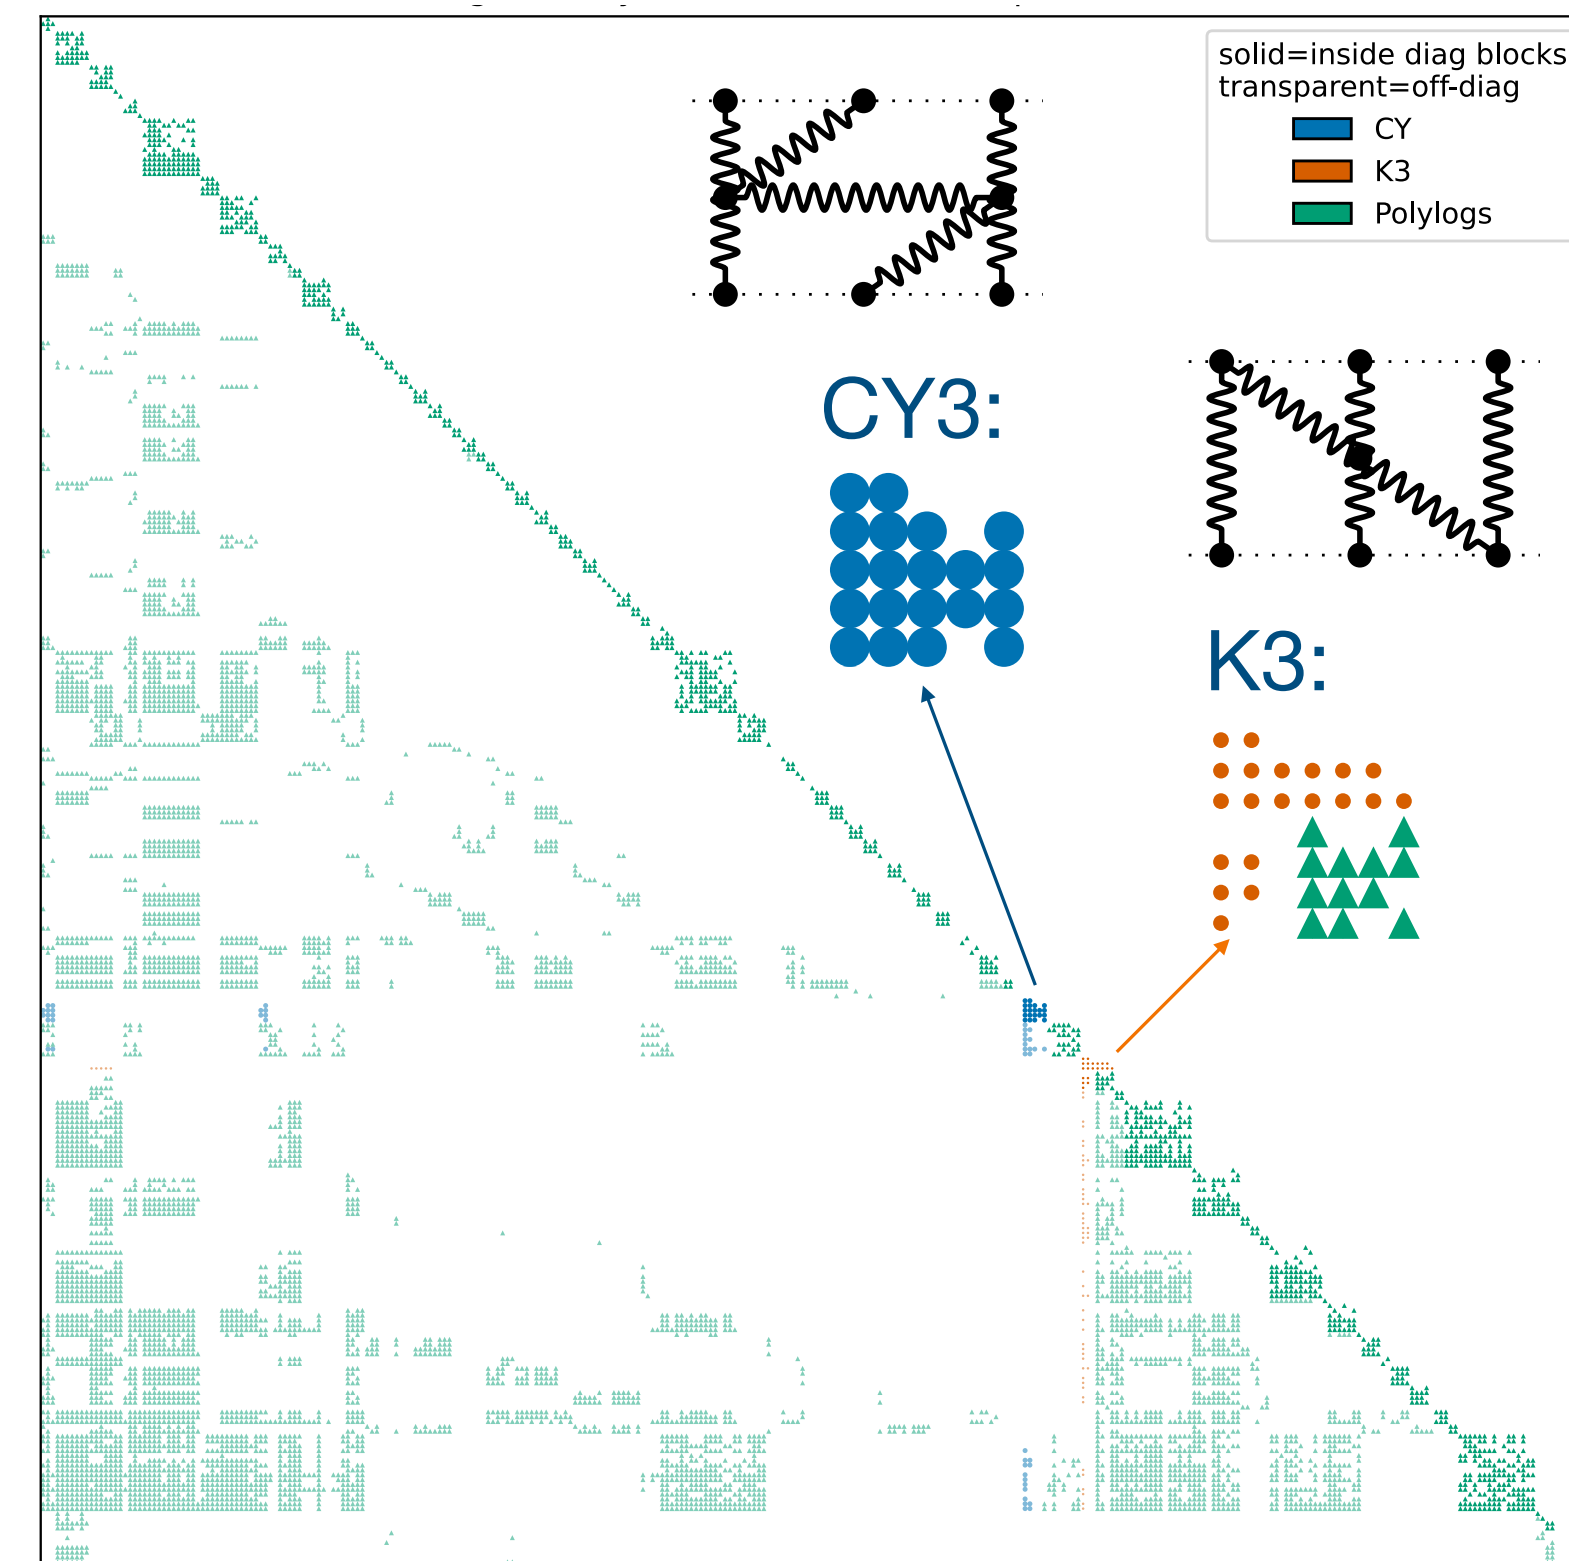 solid=inside diag blocks
transparent=off-diag
CY
K3
Polylogs
CY3:
K3: